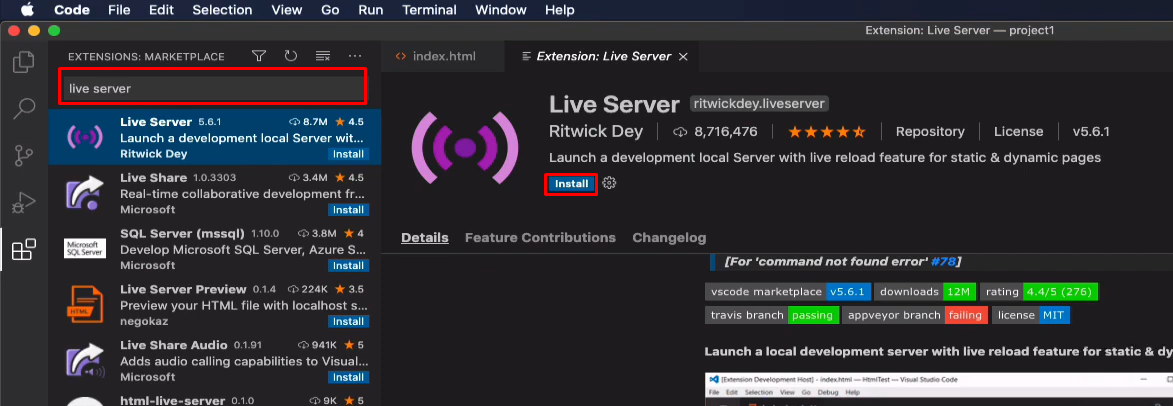 Code File Edit Selection View Go Run Terminal Window Help
Extension: Live Server — project1
EXTENSIONS: MARKETPLACE
live server
Live Server 5.6.1 8.7M 4.5
Launch a development local Server wit...
Ritwick Dey Install
Live Share 1.0.3303 3.4M 4.5
Real-time collaborative development fr...
Microsoft Install
Microsoft
SQL Server
SQL Server (mssql) 1.10.0 3.8M 4
Develop Microsoft SQL Server, Azure S...
Microsoft Install
HTML
Live Server Preview 0.1.4 224K 3.5
Preview your HTML file with localhost s...
negokaz Install
Live Share Audio 0.1.91 941K 5
Adds audio calling capabilities to Visual...
Microsoft Install
html-live-server 0.1.0 9K 5
index.html Extension: Live Server
Live Server ritwickdey.liveserver
Ritwick Dey 8,716,476 Repository License v5.6.1
Launch a development local Server with live reload feature for static & dynamic pages
Install
Details Feature Contributions Changelog
[For 'command not found error' #78]
vscode marketplace v5.6.1 downloads 12M rating 4.4/5 (276)
travis branch passing appveyor branch failing license MIT
Launch a local development server with live reload feature for static & dy
[Extension Development Host] - index.html — HtmlTest — Visual Studio Code
File Edit Selection View Go Debug Help